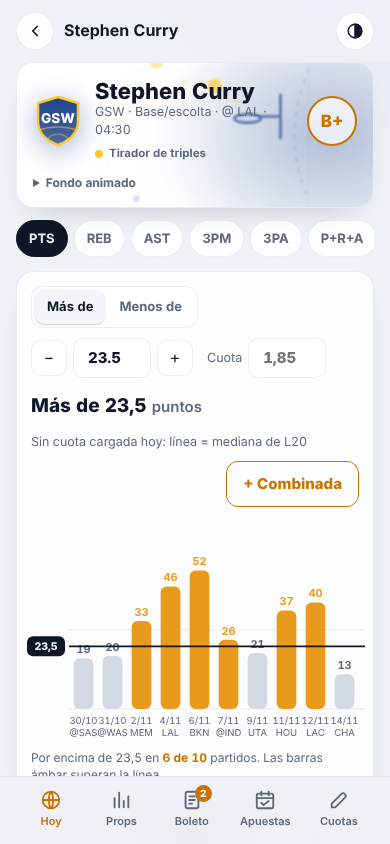 Stephen Curry
GSW
Stephen Curry
GSW · Base/escolta · @ LAL ·
04:30
Tirador de triples
B+
Fondo animado
PTS
REB
AST
3PM
3PA
P+R+A
Más de
Menos de
−
23.5
+
Cuota
1,85
Más de 23,5 puntos
Sin cuota cargada hoy: línea = mediana de L20
+ Combinada
19 20 33 46 52 26 21 37 40 13
23,5
30/10 31/10 2/11 4/11 6/11 7/11 9/11 11/11 12/11 14/11
@SAS @WAS MEM LAL BKN @IND UTA HOU LAC CHA
Por encima de 23,5 en 6 de 10 partidos. Las barras
ámbar superan la línea.
2
Hoy
Props
Boleto
Apuestas
Cuotas